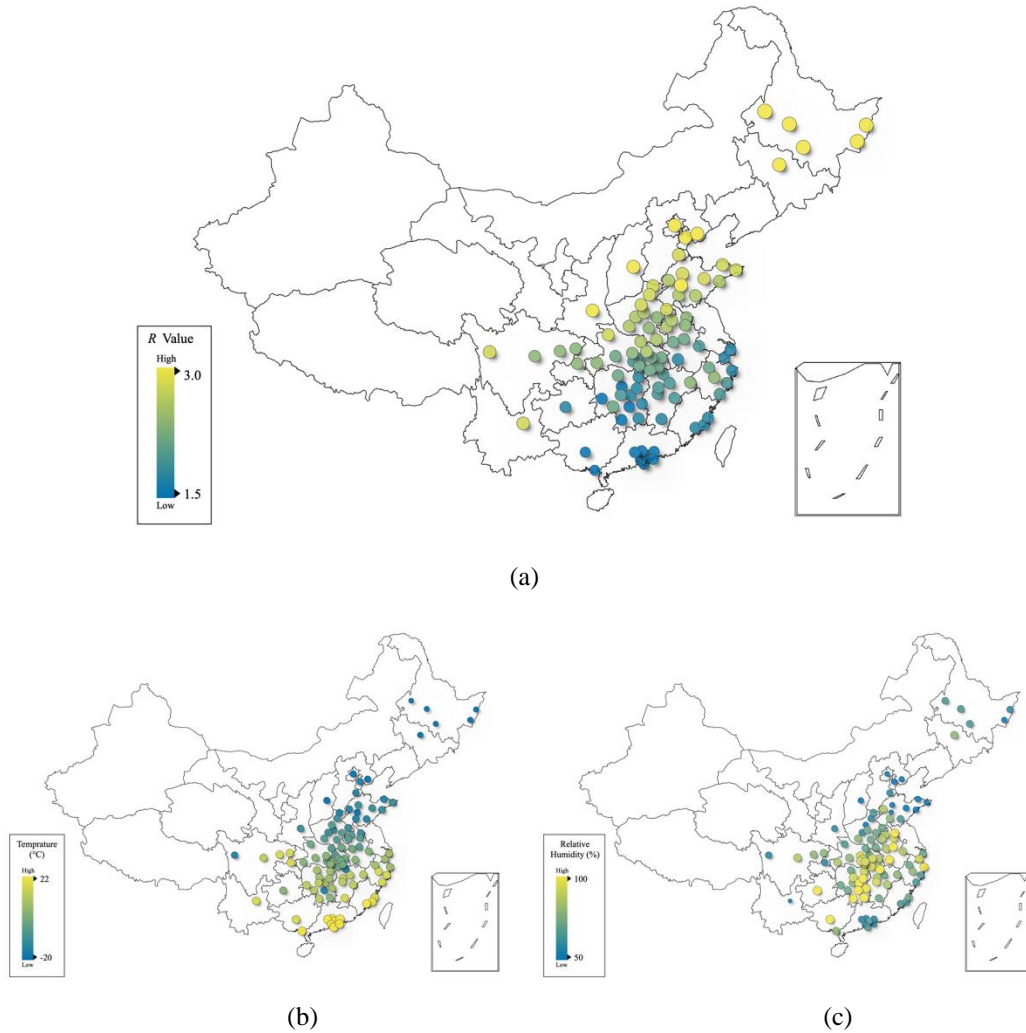 R Value
High
3.0
1.5
Low
(a)
Temprature
(°C)
High
22
-20
Low
(b)
Relative
Humidity (%)
High
100
50
Low
(c)